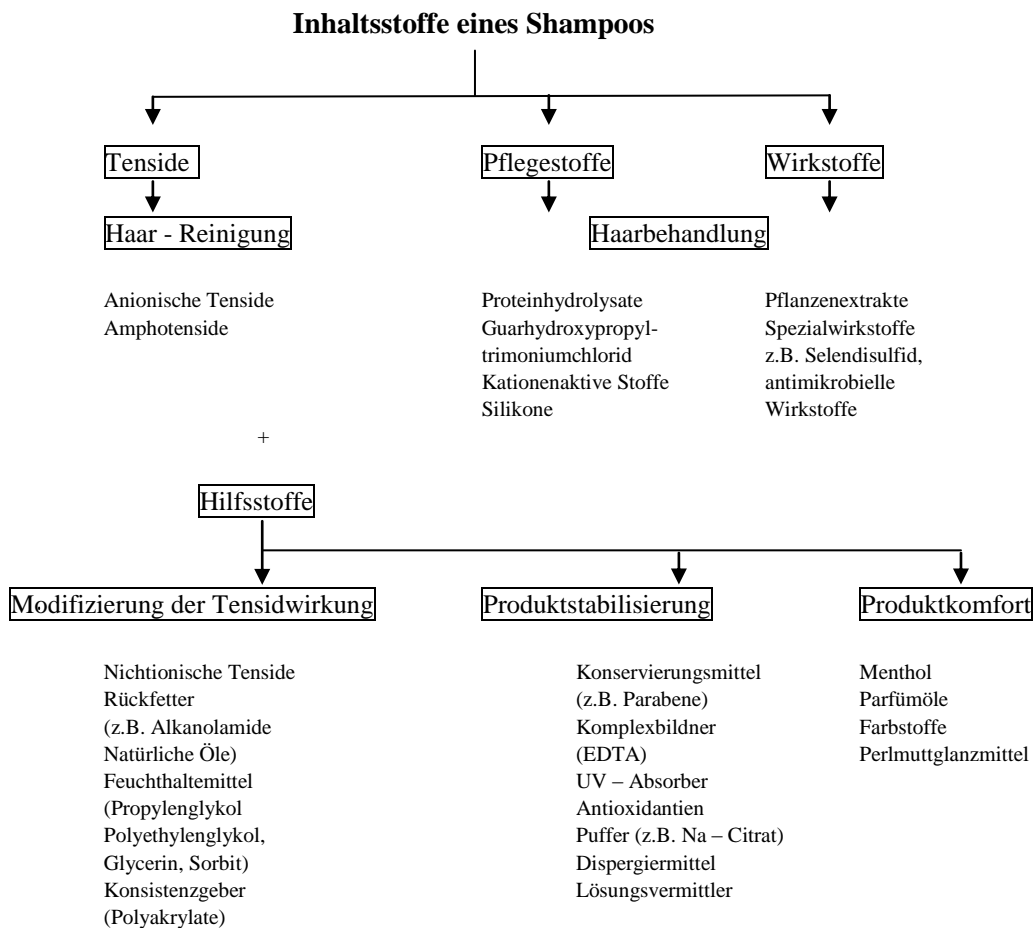 Inhaltsstoffe eines Shampoos
Tenside
Pflegestoffe
Wirkstoffe
Haar - Reinigung
Haarbehandlung
Anionische Tenside
Amphotenside
Proteinhydrolysate
Guarhydroxypropyl-
trimoniumchlorid
Kationenaktive Stoffe
Silikone
Pflanzenextrakte
Spezialwirkstoffe
z.B. Selendisulfid,
antimikrobielle
Wirkstoffe
+
Hilfsstoffe
Modifizierung der Tensidwirkung
Produktstabilisierung
Produktkomfort
Nichtionische Tenside
Rückfetter
(z.B. Alkanolamide
Natürliche Öle)
Feuchthaltemittel
(Propylenglykol
Polyethylenglykol,
Glycerin, Sorbit)
Konsistenzgeber
(Polyakrylate)
Konservierungsmittel
(z.B. Parabene)
Komplexbildner
(EDTA)
UV – Absorber
Antioxidantien
Puffer (z.B. Na – Citrat)
Dispergiermittel
Lösungsvermittler
Menthol
Parfümöle
Farbstoffe
Perlmuttglanzmittel